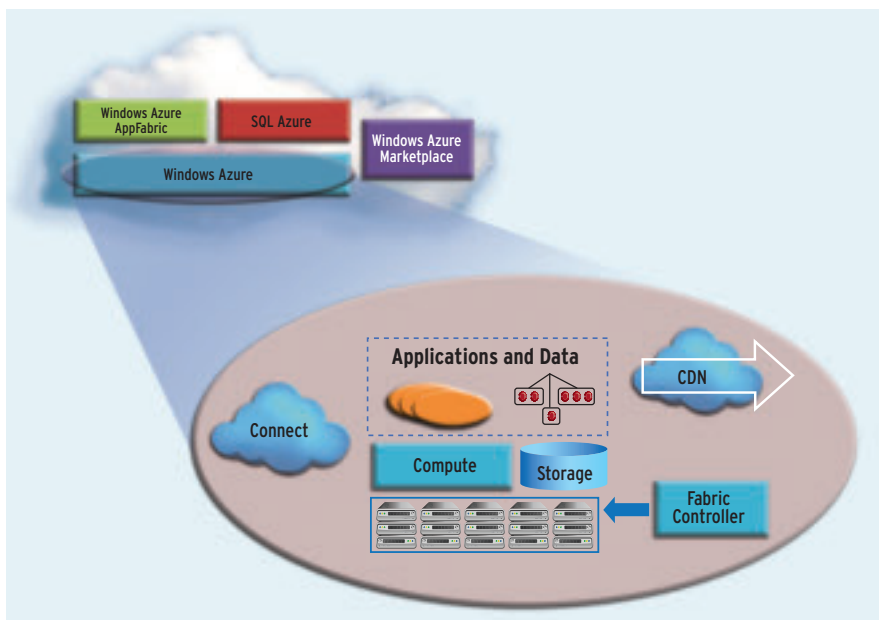 Windows Azure
AppFabric
SQL Azure
Windows Azure
Marketplace
Windows Azure
Applications and Data
CDN
Connect
Compute
Storage
Fabric
Controller